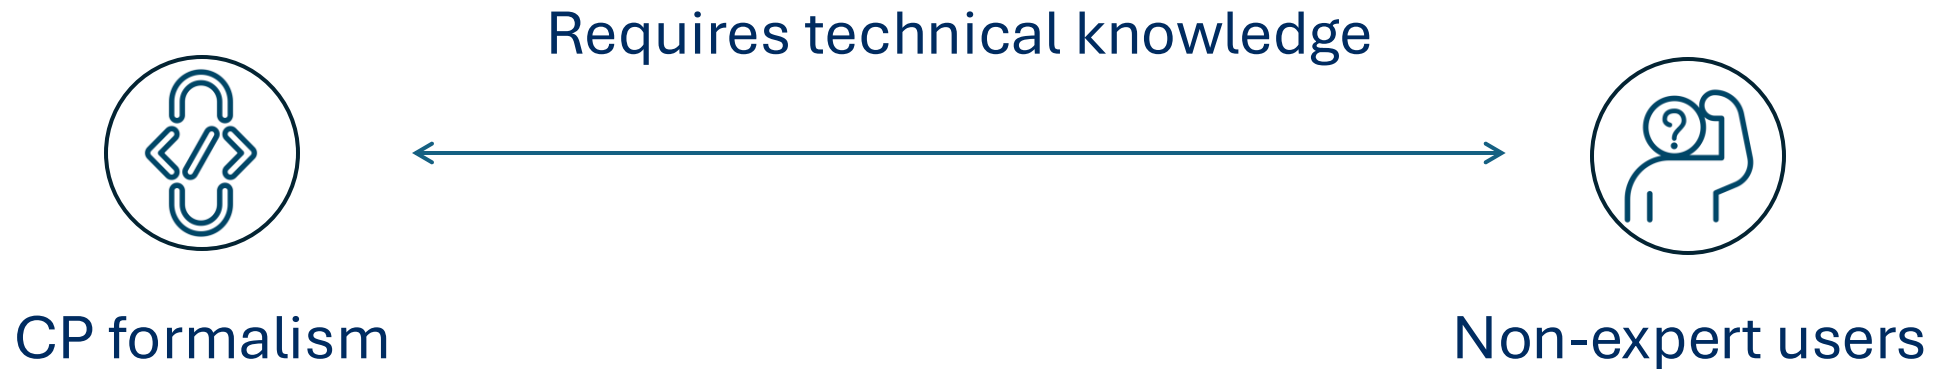 Requires technical knowledge
</>
?
CP formalism
Non-expert users